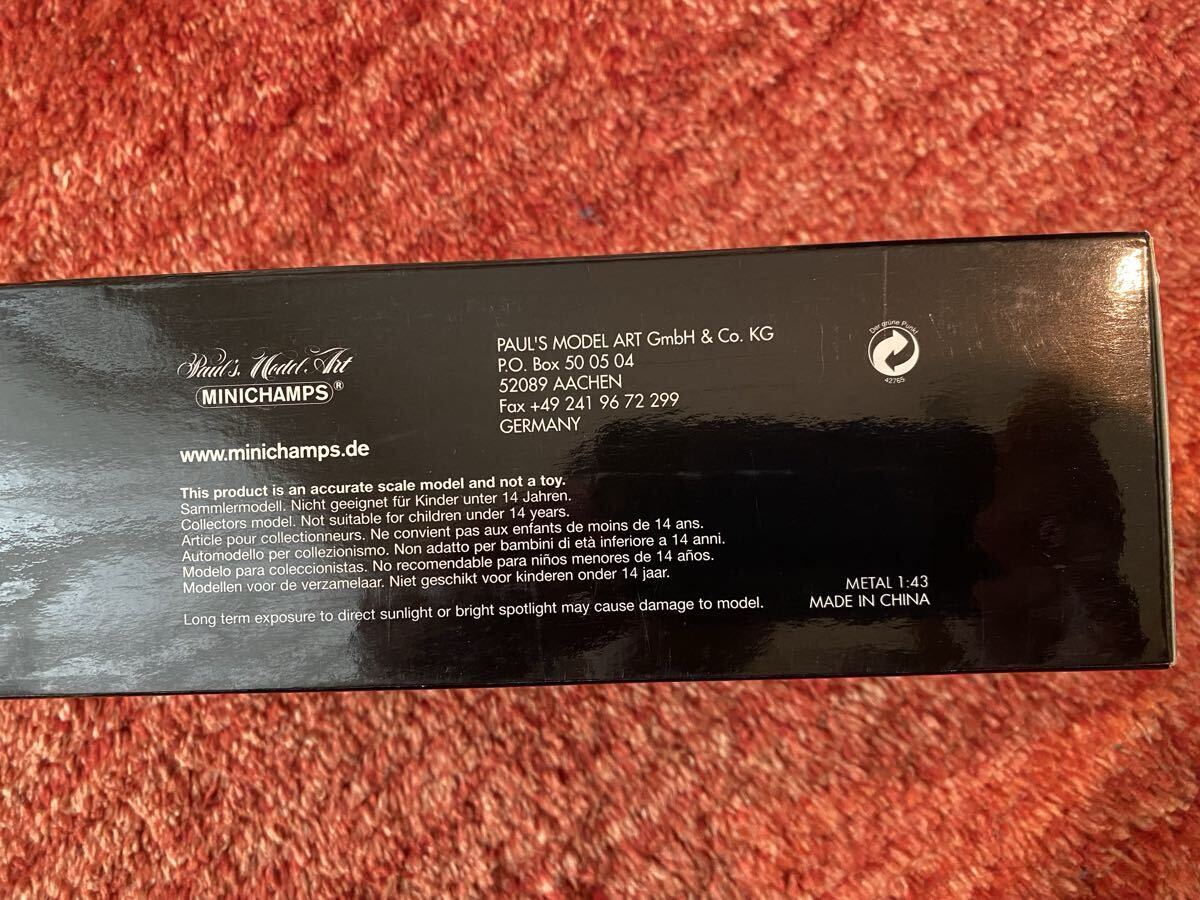 Paul's Model Art
MINICHAMPS®
www.minichamps.de
PAUL'S MODEL ART GmbH & Co. KG
P.O. Box 50 05 04
52089 AACHEN
Fax +49 241 96 72 299
GERMANY
Der grüne Punkt
42765
This product is an accurate scale model and not a toy.
Sammlermodell. Nicht geeignet für Kinder unter 14 Jahren.
Collectors model. Not suitable for children under 14 years.
Article pour collectionneurs. Ne convient pas aux enfants de moins de 14 ans.
Automodello per collezionismo. Non adatto per bambini di età inferiore a 14 anni.
Modelo para coleccionistas. No recomendable para niños menores de 14 años.
Modellen voor de verzamelaar. Niet geschikt voor kinderen onder 14 jaar.
Long term exposure to direct sunlight or bright spotlight may cause damage to model.
METAL 1:43
MADE IN CHINA